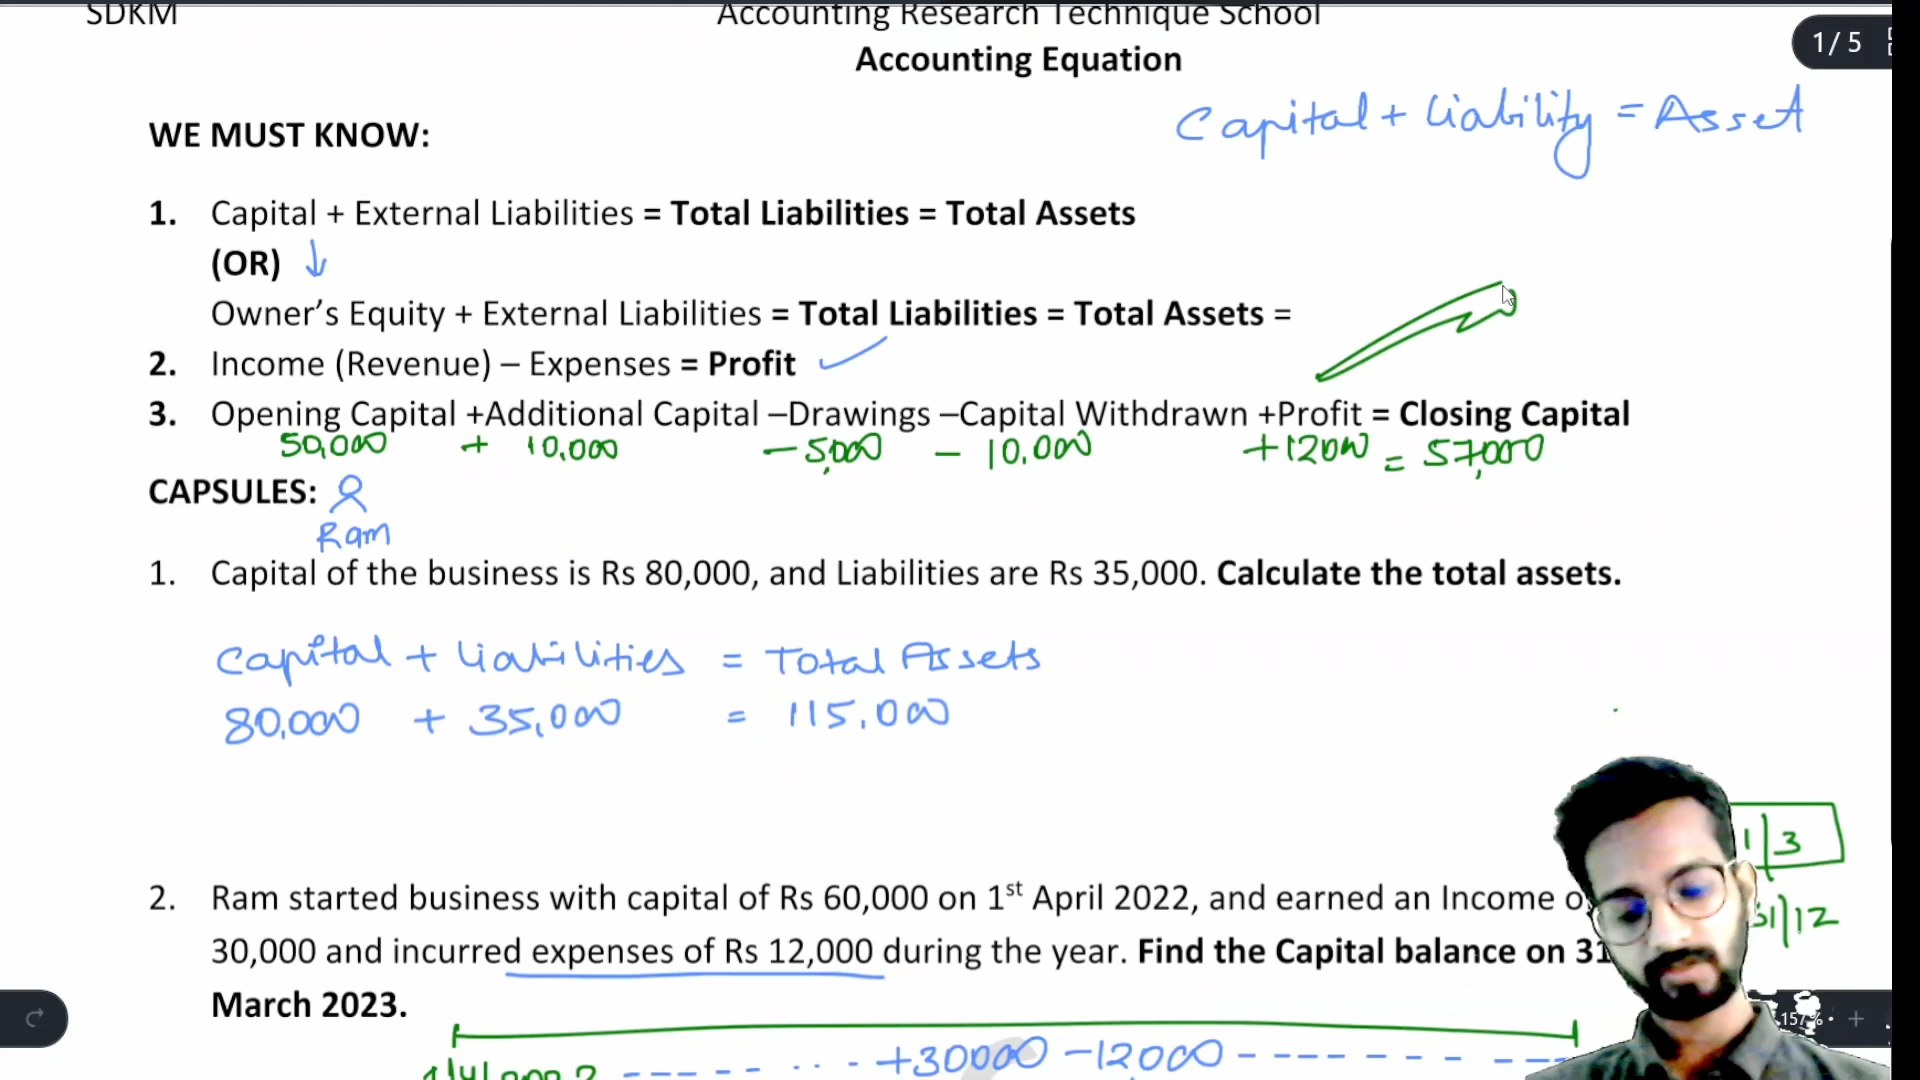 SDKM Accounting Research Technique School
Accounting Equation
1/5
Capital + Liability = Asset
WE MUST KNOW:
1. Capital + External Liabilities = Total Liabilities = Total Assets
(OR)
Owner’s Equity + External Liabilities = Total Liabilities = Total Assets =
2. Income (Revenue) – Expenses = Profit
3. Opening Capital +Additional Capital –Drawings –Capital Withdrawn +Profit = Closing Capital
50,000 + 10,000 – 5,000 – 10,000 +12000 = 57,000
CAPSULES:
Ram
1. Capital of the business is Rs 80,000, and Liabilities are Rs 35,000. Calculate the total assets.
Capital + Liabilities = Total Assets
80,000 + 35,000 = 115,000
1/3
31/12
2. Ram started business with capital of Rs 60,000 on 1st April 2022, and earned an Income
30,000 and incurred expenses of Rs 12,000 during the year. Find the Capital balance on
March 2023.
157%
+30000 –12000